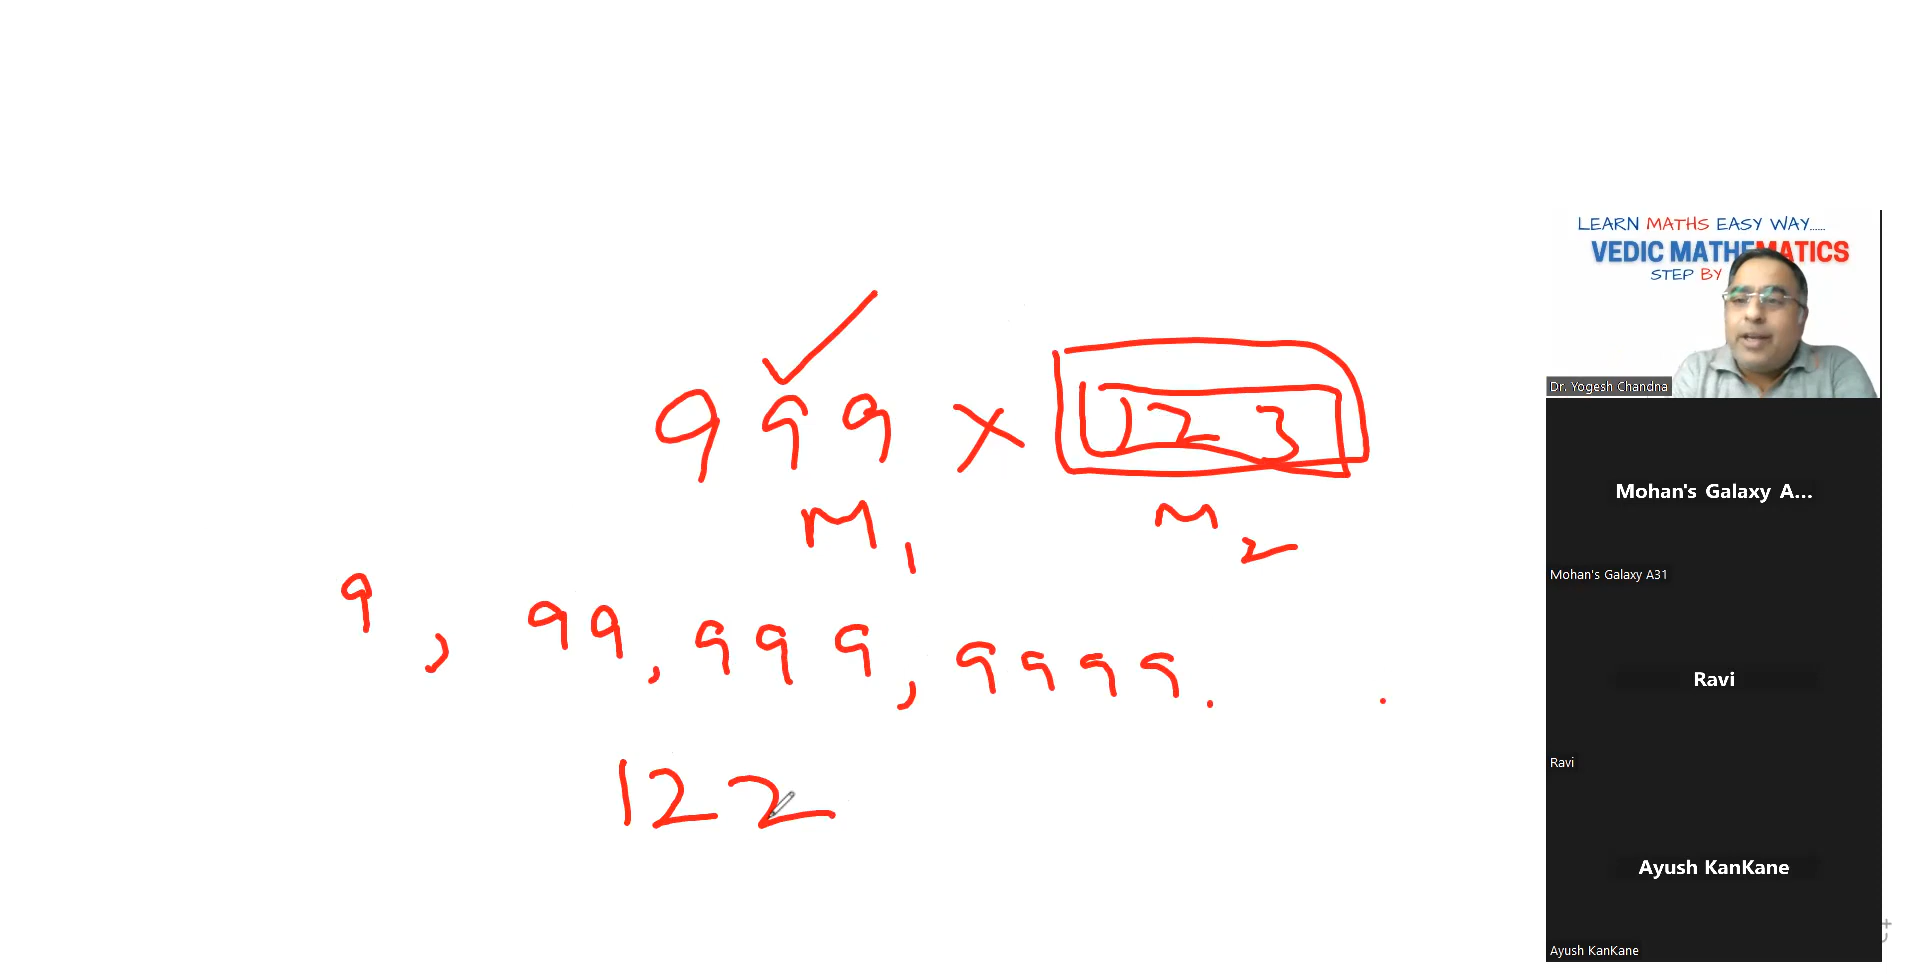 LEARN MATHS EASY WAY......
VEDIC MATHEMATICS
STEP BY
999 × 123
M1 M2
9, 99, 999, 9999. .
122
Dr. Yogesh Chandna
Mohan's Galaxy A...
Mohan's Galaxy A31
Ravi
Ravi
Ayush KanKane
Ayush KanKane